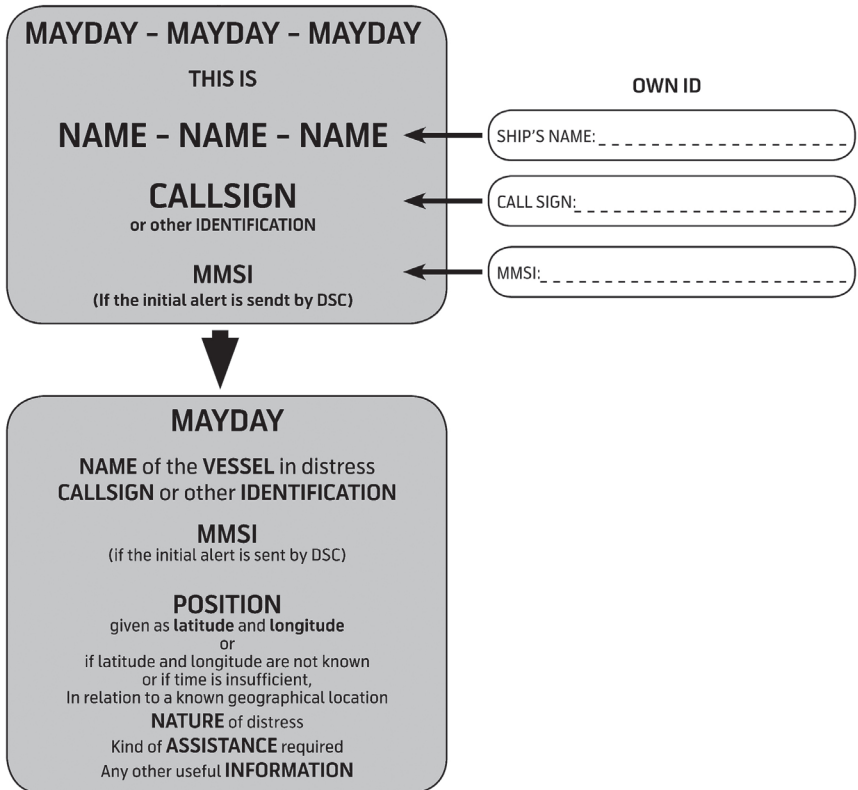 MAYDAY – MAYDAY – MAYDAY
THIS IS
NAME – NAME – NAME
CALLSIGN
or other IDENTIFICATION
MMSI
(If the initial alert is sendt by DSC)
OWN ID
SHIP'S NAME:
CALL SIGN:
MMSI:
MAYDAY
NAME of the VESSEL in distress
CALLSIGN or other IDENTIFICATION
MMSI
(if the initial alert is sent by DSC)
POSITION
given as latitude and longitude
or
if latitude and longitude are not known
or if time is insufficient,
In relation to a known geographical location
NATURE of distress
Kind of ASSISTANCE required
Any other useful INFORMATION